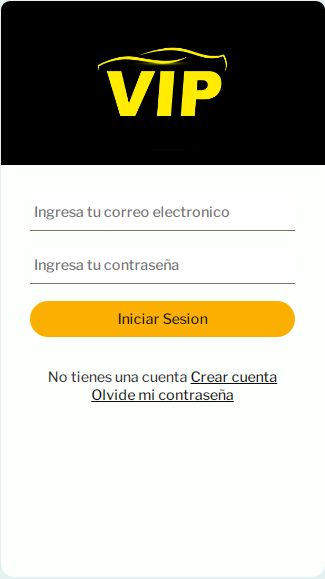 VIP
Ingresa tu correo electronico
Ingresa tu contraseña
Iniciar Sesion
No tienes una cuenta Crear cuenta
Olvide mi contraseña